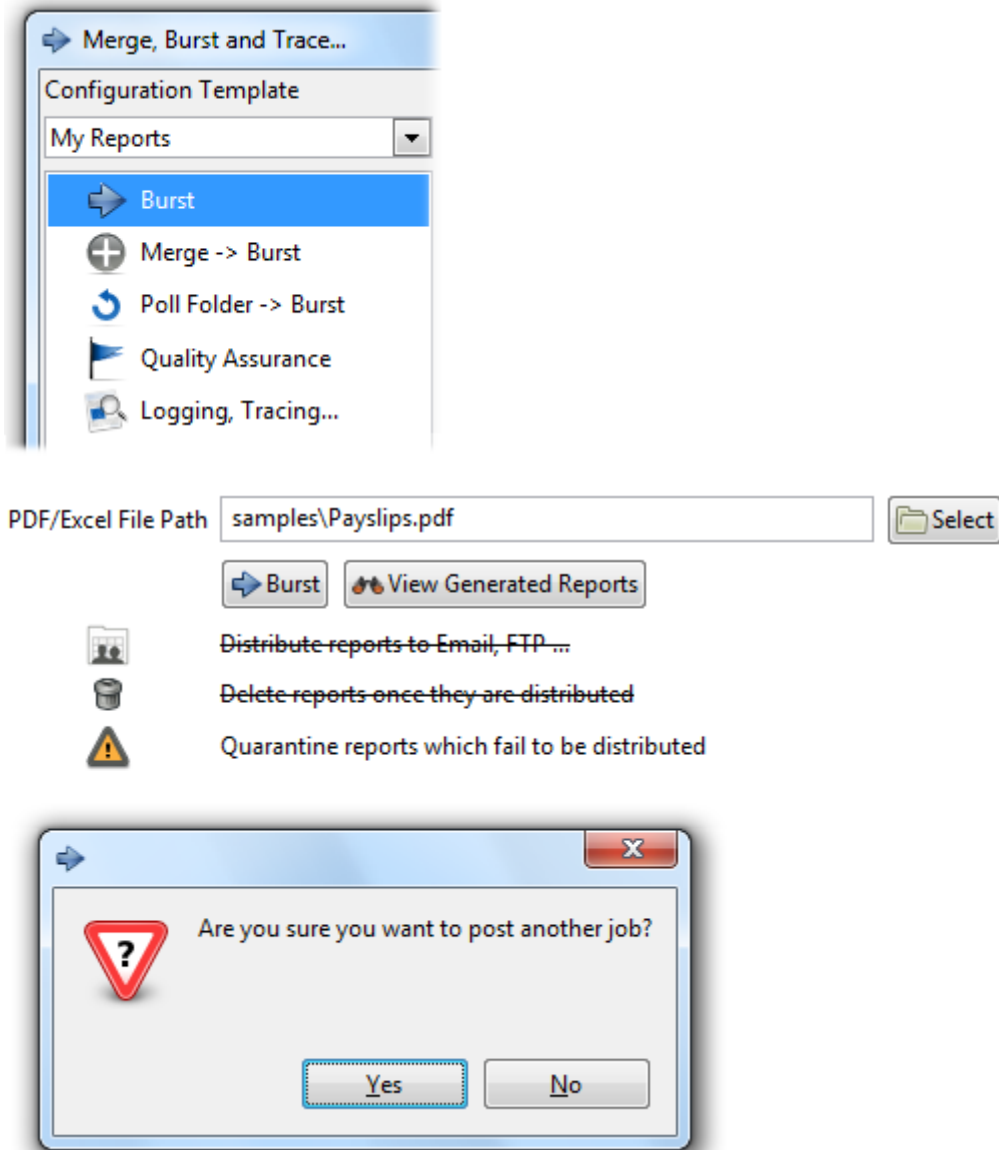 Merge, Burst and Trace...
Configuration Template
My Reports
Burst
Merge -> Burst
Poll Folder -> Burst
Quality Assurance
Logging, Tracing...
PDF/Excel File Path samples\Payslips.pdf Select
Burst View Generated Reports
Distribute reports to Email, FTP ...
Delete reports once they are distributed
Quarantine reports which fail to be distributed
Are you sure you want to post another job?
Yes No